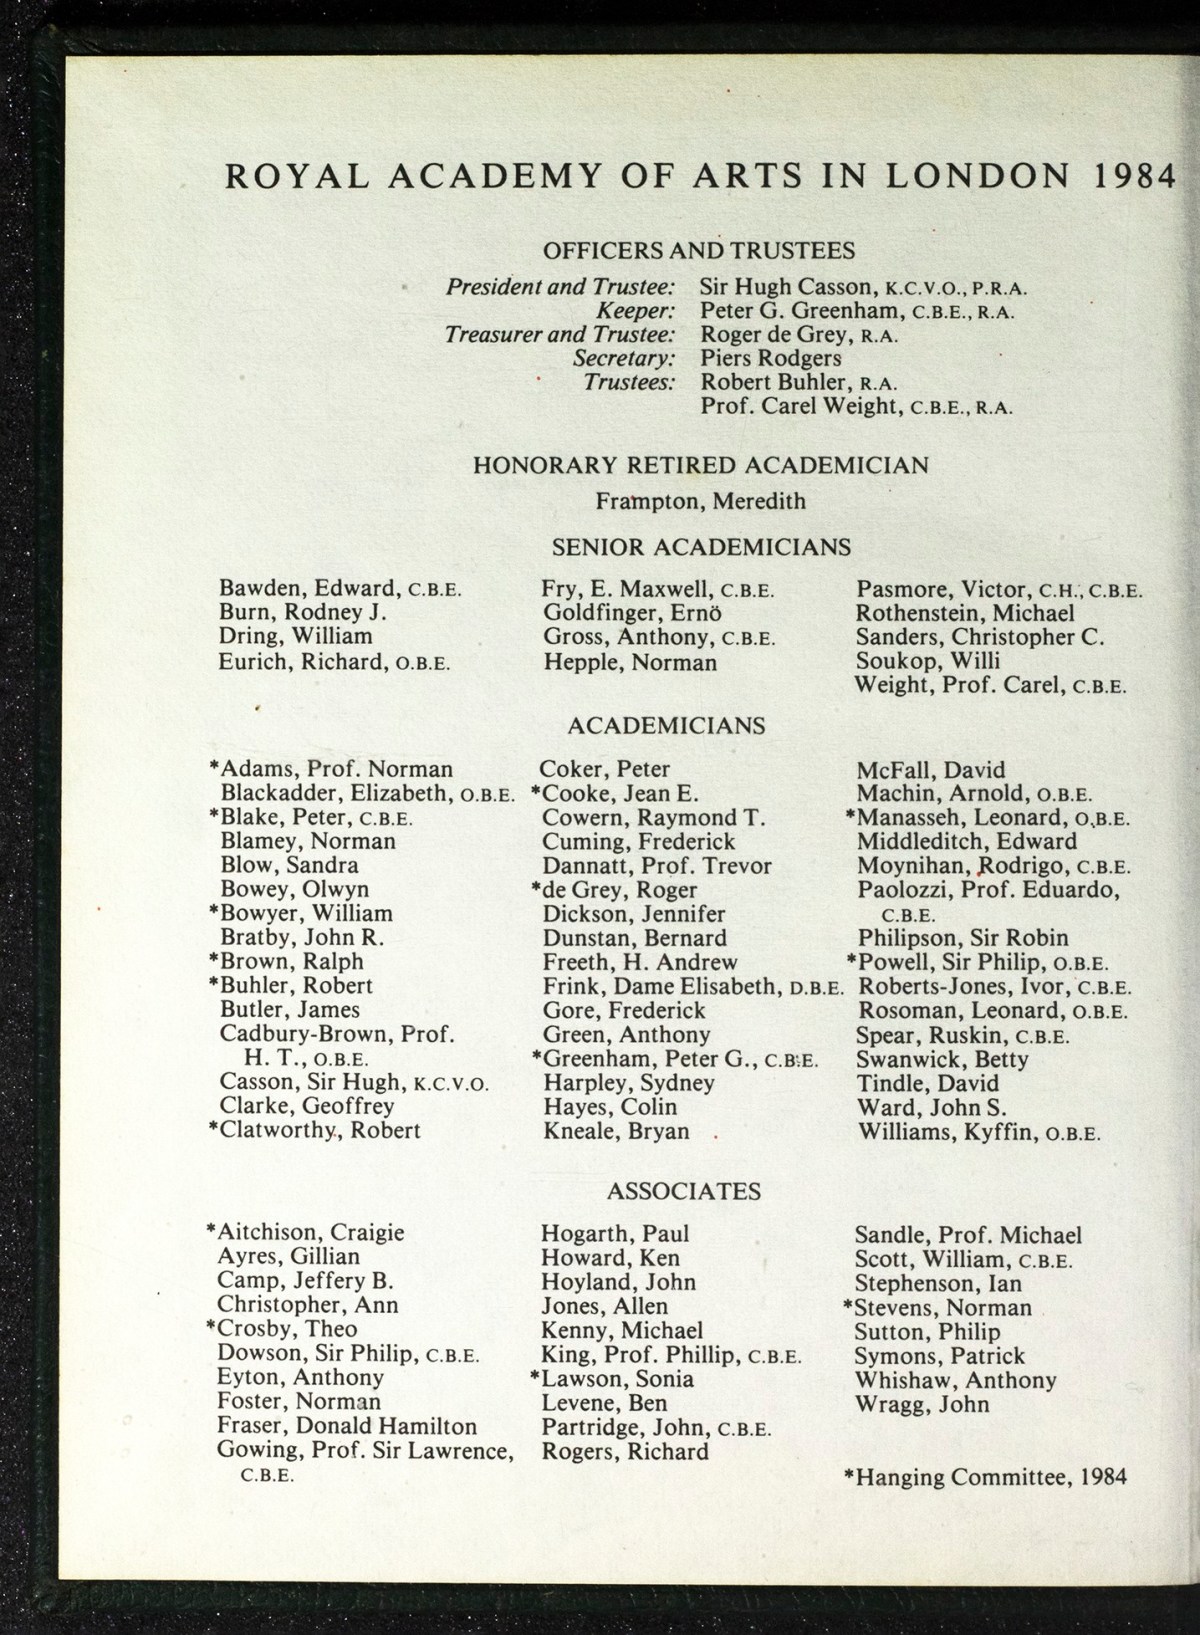 ROYAL ACADEMY OF ARTS IN LONDON 1984
OFFICERS AND TRUSTEES
President and Trustee: Sir Hugh Casson, K.C.V.O., P.R.A.
Keeper: Peter G. Greenham, C.B.E., R.A.
Treasurer and Trustee: Roger de Grey, R.A.
Secretary: Piers Rodgers
Trustees: Robert Buhler, R.A.
Prof. Carel Weight, C.B.E., R.A.
HONORARY RETIRED ACADEMICIAN
Frampton, Meredith
SENIOR ACADEMICIANS
Bawden, Edward, C.B.E.
Burn, Rodney J.
Dring, William
Eurich, Richard, O.B.E.
Fry, E. Maxwell, C.B.E.
Goldfinger, Ernö
Gross, Anthony, C.B.E.
Hepple, Norman
Pasmore, Victor, C.H., C.B.E.
Rothenstein, Michael
Sanders, Christopher C.
Soukop, Willi
Weight, Prof. Carel, C.B.E.
ACADEMICIANS
*Adams, Prof. Norman
Blackadder, Elizabeth, O.B.E.
*Blake, Peter, C.B.E.
Blamey, Norman
Blow, Sandra
Bowey, Olwyn
*Bowyer, William
Bratby, John R.
*Brown, Ralph
*Buhler, Robert
Butler, James
Cadbury-Brown, Prof.
H. T., O.B.E.
Casson, Sir Hugh, K.C.V.O.
Clarke, Geoffrey
*Clatworthy, Robert
Coker, Peter
*Cooke, Jean E.
Cowern, Raymond T.
Cuming, Frederick
Dannatt, Prof. Trevor
*de Grey, Roger
Dickson, Jennifer
Dunstan, Bernard
Freeth, H. Andrew
Frink, Dame Elisabeth, D.B.E.
Gore, Frederick
Green, Anthony
*Greenham, Peter G., C.B.E.
Harpley, Sydney
Hayes, Colin
Kneale, Bryan
McFall, David
Machin, Arnold, O.B.E.
*Manasseh, Leonard, O.B.E.
Middleditch, Edward
Moynihan, Rodrigo, C.B.E.
Paolozzi, Prof. Eduardo,
C.B.E.
Philipson, Sir Robin
*Powell, Sir Philip, O.B.E.
Roberts-Jones, Ivor, C.B.E.
Rosoman, Leonard, O.B.E.
Spear, Ruskin, C.B.E.
Swanwick, Betty
Tindle, David
Ward, John S.
Williams, Kyffin, O.B.E.
ASSOCIATES
*Aitchison, Craigie
Ayres, Gillian
Camp, Jeffery B.
Christopher, Ann
*Crosby, Theo
Dowson, Sir Philip, C.B.E.
Eyton, Anthony
Foster, Norman
Fraser, Donald Hamilton
Gowing, Prof. Sir Lawrence,
C.B.E.
Hogarth, Paul
Howard, Ken
Hoyland, John
Jones, Allen
Kenny, Michael
King, Prof. Phillip, C.B.E.
*Lawson, Sonia
Levene, Ben
Partridge, John, C.B.E.
Rogers, Richard
Sandle, Prof. Michael
Scott, William, C.B.E.
Stephenson, Ian
*Stevens, Norman
Sutton, Philip
Symons, Patrick
Whishaw, Anthony
Wragg, John
*Hanging Committee, 1984